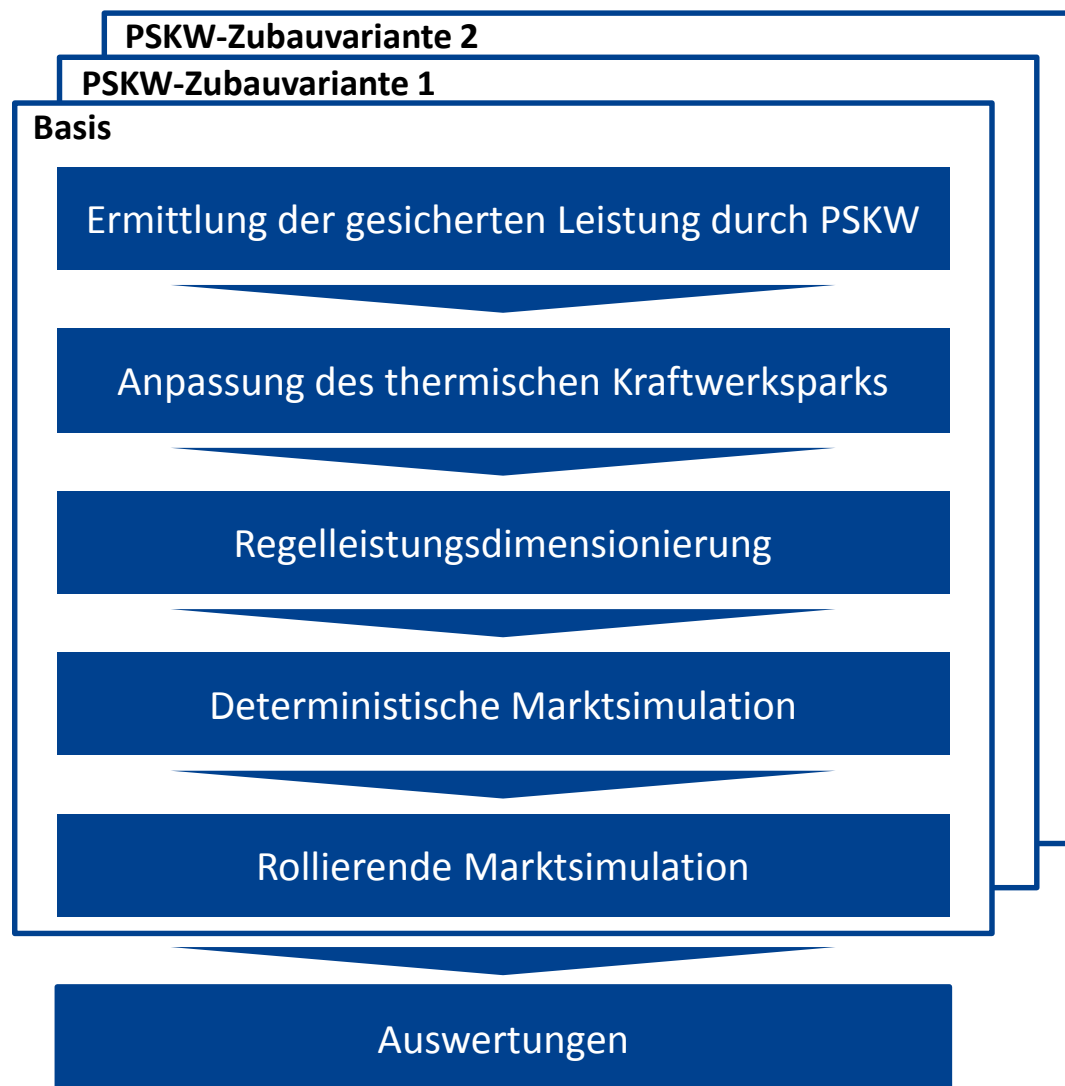 PSKW-Zubauvariante 2
PSKW-Zubauvariante 1
Basis
Ermittlung der gesicherten Leistung durch PSKW
Anpassung des thermischen Kraftwerksparks
Regelleistungsdimensionierung
Deterministische Marktsimulation
Rollierende Marktsimulation
Auswertungen